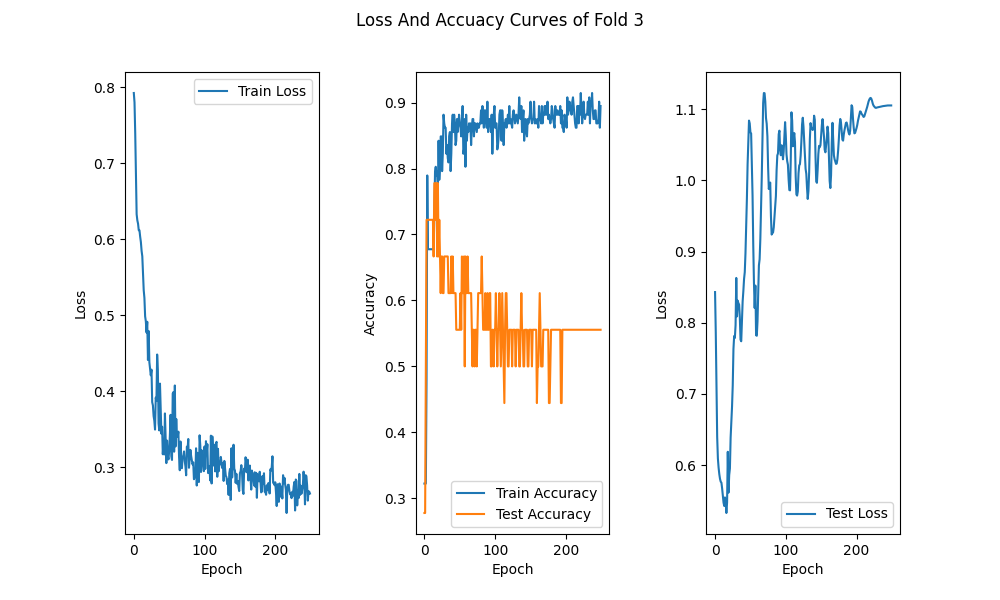 Loss And Accuacy Curves of Fold 3
0.8
0.7
0.6
0.5
0.4
0.3
Loss
0
100
200
Epoch
Train Loss
0.9
0.8
0.7
0.6
0.5
0.4
0.3
Accuracy
0
100
200
Epoch
Train Accuracy
Test Accuracy
1.1
1.0
0.9
0.8
0.7
0.6
Loss
0
100
200
Epoch
Test Loss